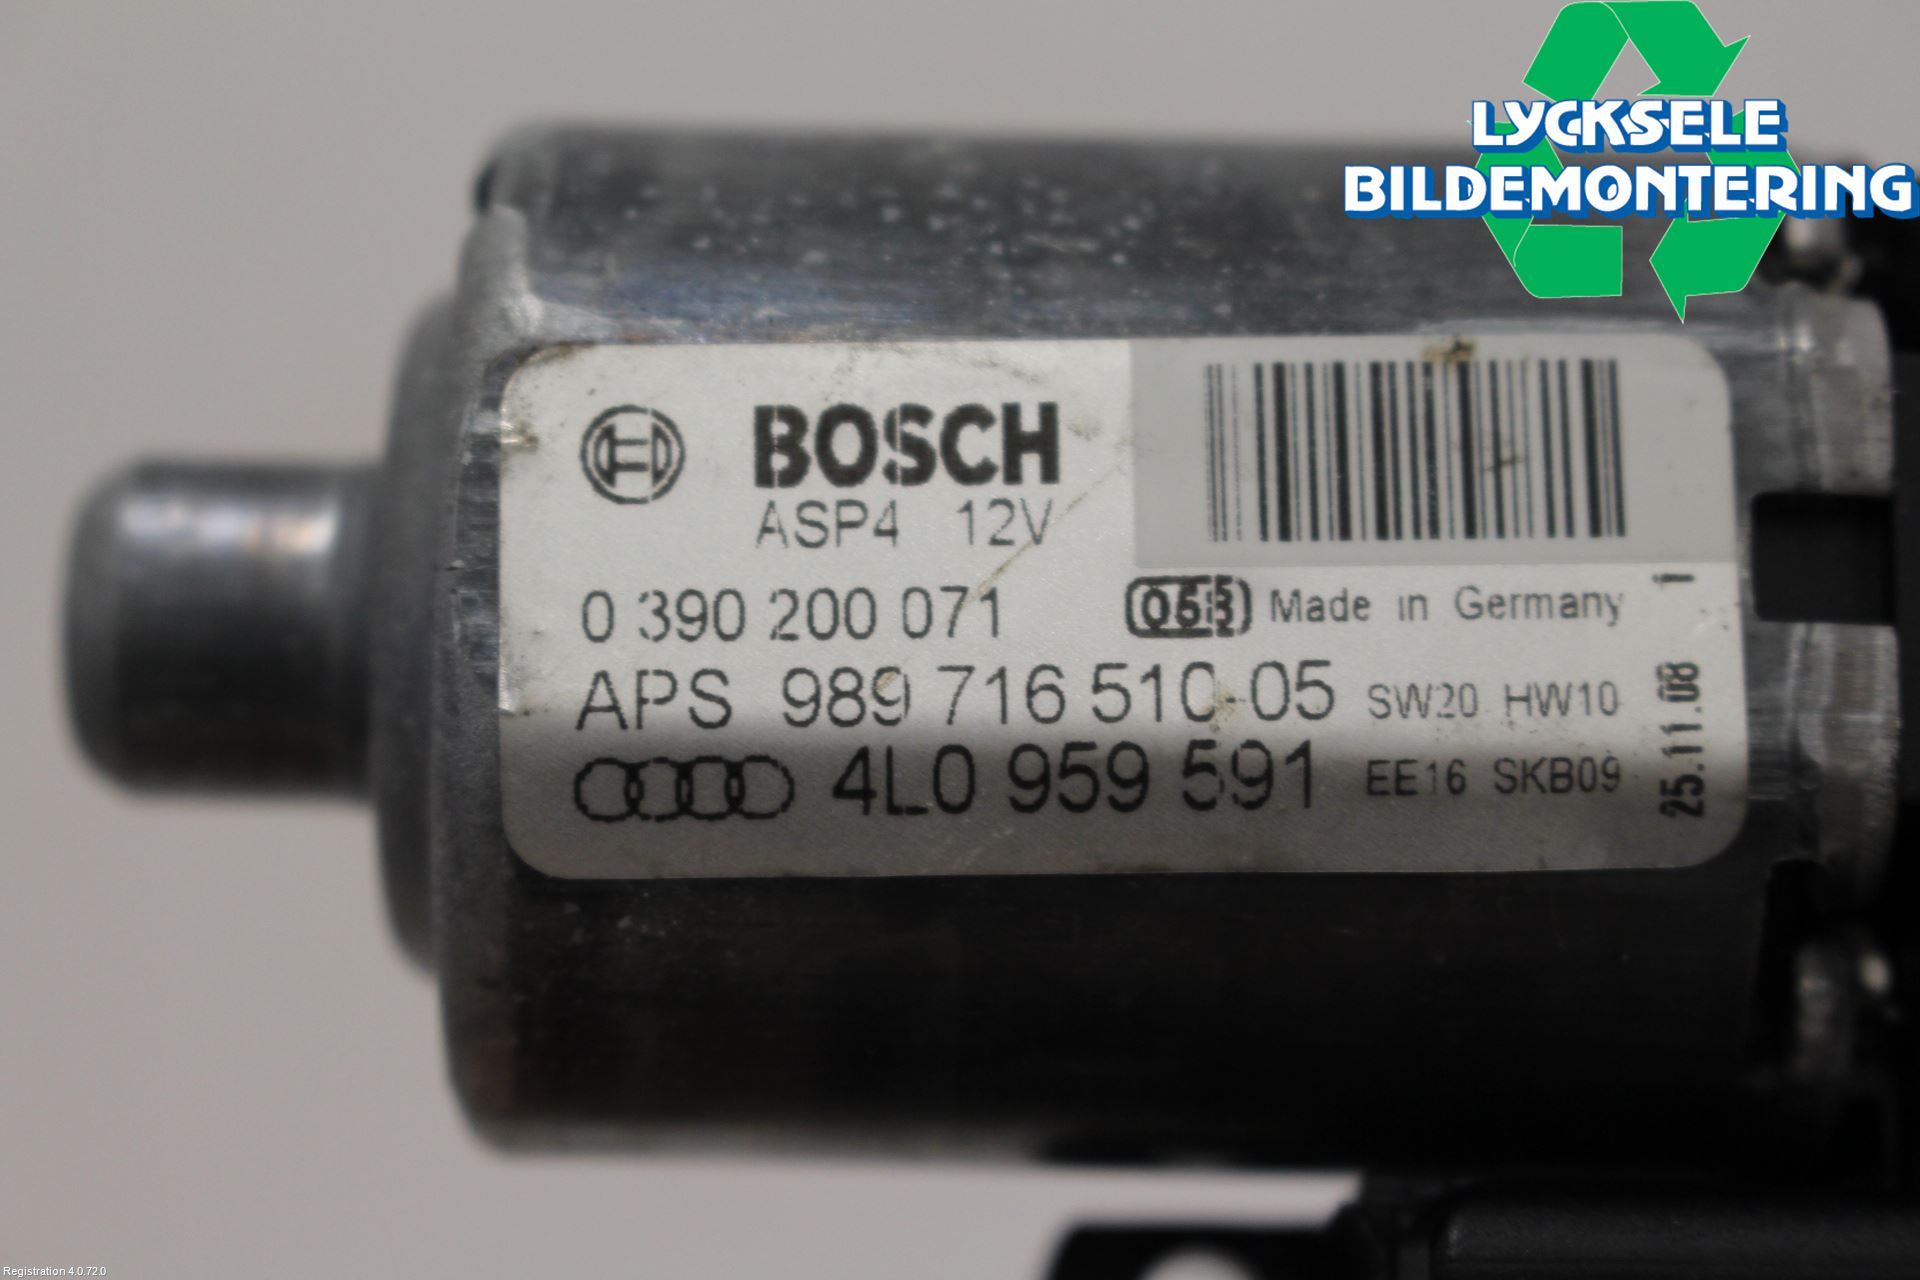 LYCKSELE
BILDEMONTERING
BOSCH
ASP4 12V
0 390 200 071
Made in Germany
1
APS 989 716 510-05
SW20 HW10
4L0 959 591
EE16 SKB09
25.11.08
Registration 4.0.72.0